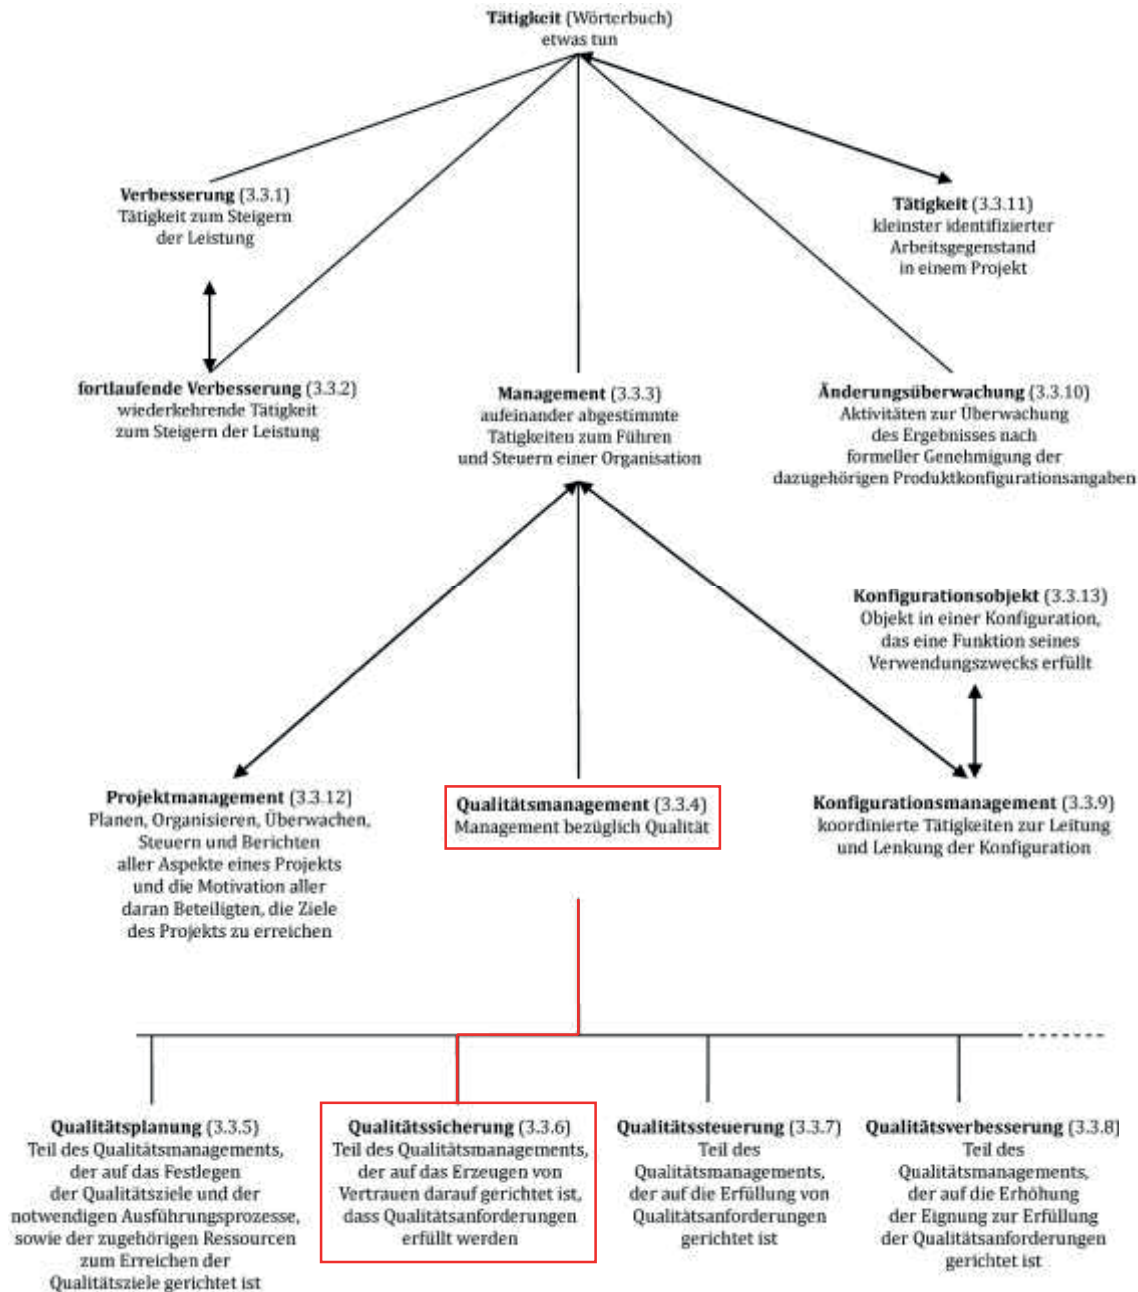 Tätigkeit (Wörterbuch)
etwas tun
Verbesserung (3.3.1)
Tätigkeit zum Steigern
der Leistung
Tätigkeit (3.3.11)
kleinster identifizierter
Arbeitsgegenstand
in einem Projekt
fortlaufende Verbesserung (3.3.2)
wiederkehrende Tätigkeit
zum Steigern der Leistung
Management (3.3.3)
aufeinander abgestimmte
Tätigkeiten zum Führen
und Steuern einer Organisation
Änderungsüberwachung (3.3.10)
Aktivitäten zur Überwachung
des Ergebnisses nach
formeller Genehmigung der
dazugehörigen Produktkonfigurationsangaben
Konfigurationsobjekt (3.3.13)
Objekt in einer Konfiguration,
das eine Funktion seines
Verwendungszwecks erfüllt
Projektmanagement (3.3.12)
Planen, Organisieren, Überwachen,
Steuern und Berichten
aller Aspekte eines Projekts
und die Motivation aller
daran Beteiligten, die Ziele
des Projekts zu erreichen
Qualitätsmanagement (3.3.4)
Management bezüglich Qualität
Konfigurationsmanagement (3.3.9)
koordinierte Tätigkeiten zur Leitung
und Lenkung der Konfiguration
Qualitätsplanung (3.3.5)
Teil des Qualitätsmanagements,
der auf das Festlegen
der Qualitätsziele und der
notwendigen Ausführungsprozesse,
sowie der zugehörigen Ressourcen
zum Erreichen der
Qualitätsziele gerichtet ist
Qualitätssicherung (3.3.6)
Teil des Qualitätsmanagements,
der auf das Erzeugen von
Vertrauen darauf gerichtet ist,
dass Qualitätsanforderungen
erfüllt werden
Qualitätssteuerung (3.3.7)
Teil des
Qualitätsmanagements,
der auf die Erfüllung von
Qualitätsanforderungen
gerichtet ist
Qualitätsverbesserung (3.3.8)
Teil des
Qualitätsmanagements,
der auf die Erhöhung
der Eignung zur Erfüllung
der Qualitätsanforderungen
gerichtet ist